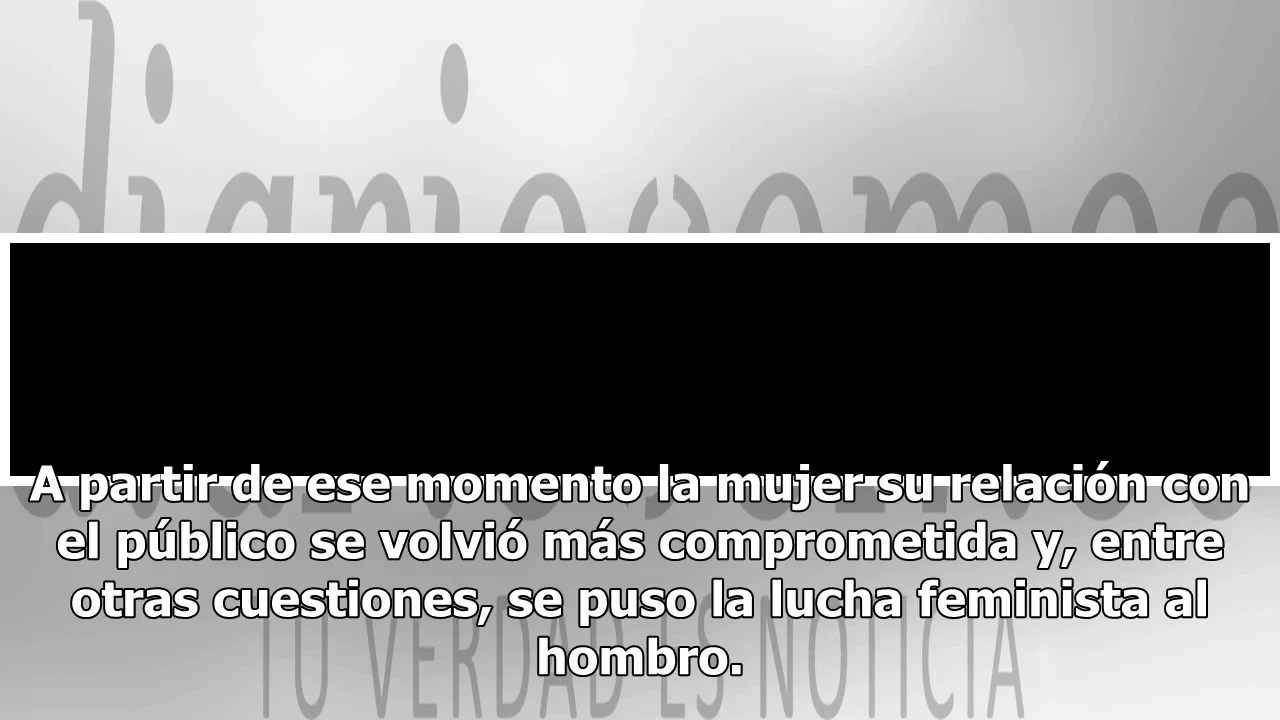 diariosomos
A partir de ese momento la mujer su relación con
el público se volvió más comprometida y, entre
otras cuestiones, se puso la lucha feminista al
hombro.
TU VERDAD ES NOTICIA